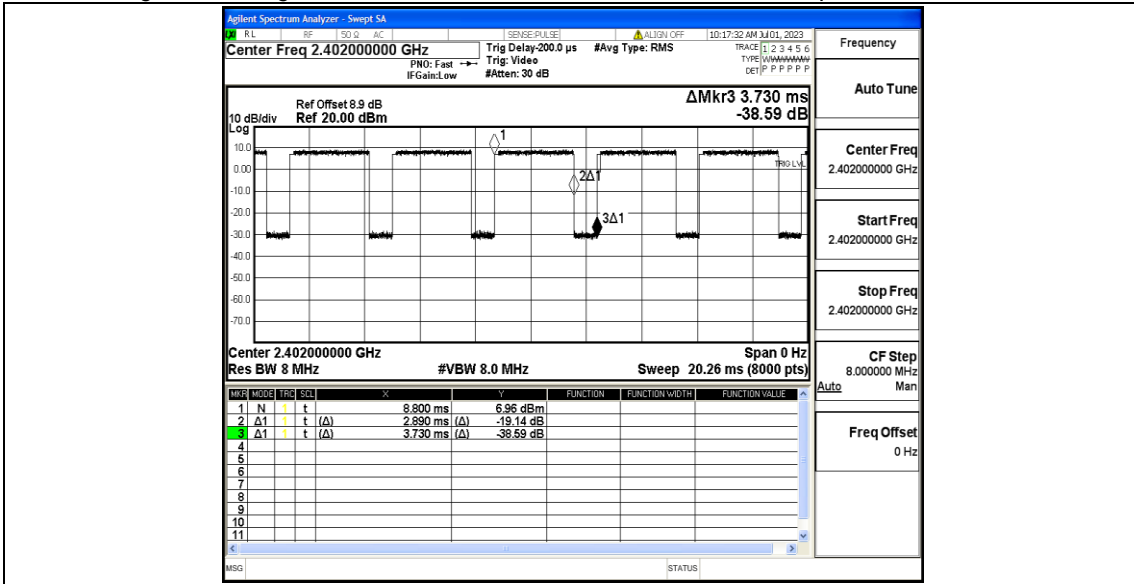 Agilent Spectrum Analyzer - Swept SA
RL RF 50 Ω AC SENSE:PULSE ALIGN OFF 10:17:32 AM Jul 01, 2023
Center Freq 2.402000000 GHz
PNO: Fast
IFGain:Low
Trig Delay-200.0 µs
Trig: Video
#Atten: 30 dB
#Avg Type: RMS
TRACE 1 2 3 4 5 6
TYPE
DET P P P P P P
ΔMkr3 3.730 ms
-38.59 dB
Ref Offset 8.9 dB
10 dB/div Ref 20.00 dBm
Log
10.0
0.00
-10.0
-20.0
-30.0
-40.0
-50.0
-60.0
-70.0
1
2Δ1
3Δ1
TRIG LVL
Center 2.402000000 GHz Span 0 Hz
Res BW 8 MHz #VBW 8.0 MHz Sweep 20.26 ms (8000 pts)
MKR MODE TRC SCL X Y FUNCTION FUNCTION WIDTH FUNCTION VALUE
1 N 1 t 8.800 ms 6.96 dBm
2 Δ1 1 t (Δ) 2.890 ms (Δ) -19.14 dB
3 Δ1 1 t (Δ) 3.730 ms (Δ) -38.59 dB
4
5
6
7
8
9
10
11
MSG STATUS
Frequency
Auto Tune
Center Freq
2.402000000 GHz
Start Freq
2.402000000 GHz
Stop Freq
2.402000000 GHz
CF Step
8.000000 MHz
Auto Man
Freq Offset
0 Hz